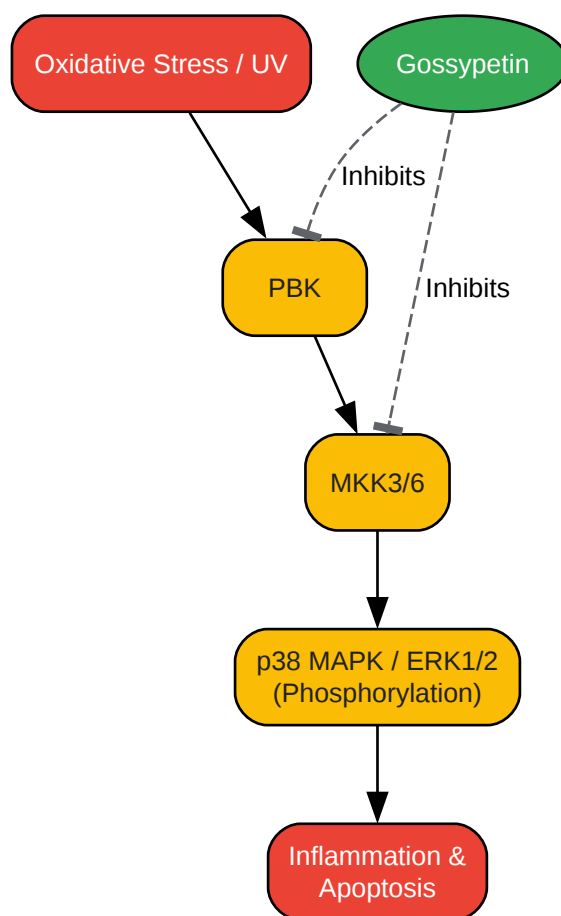 Oxidative Stress / UV
Gossypetin
Inhibits
PBK
Inhibits
MKK3/6
p38 MAPK / ERK1/2
(Phosphorylation)
Inflammation &
Apoptosis